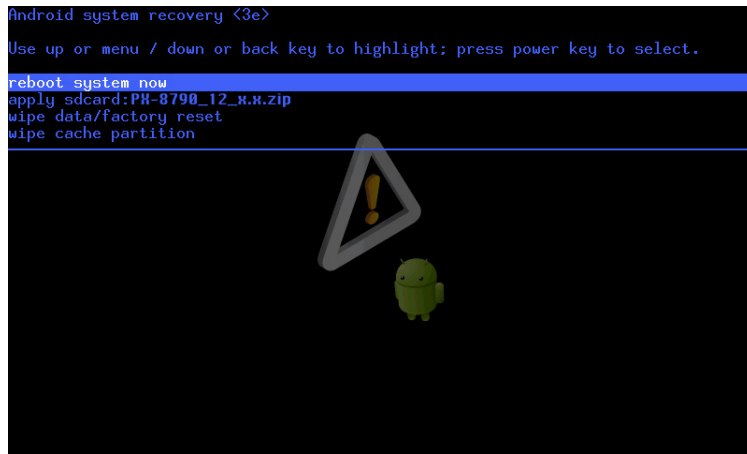 Android system recovery <3e>
Use up or menu / down or back key to highlight; press power key to select.
reboot system now
apply sdcard:PX-8790_12_x.x.zip
wipe data/factory reset
wipe cache partition